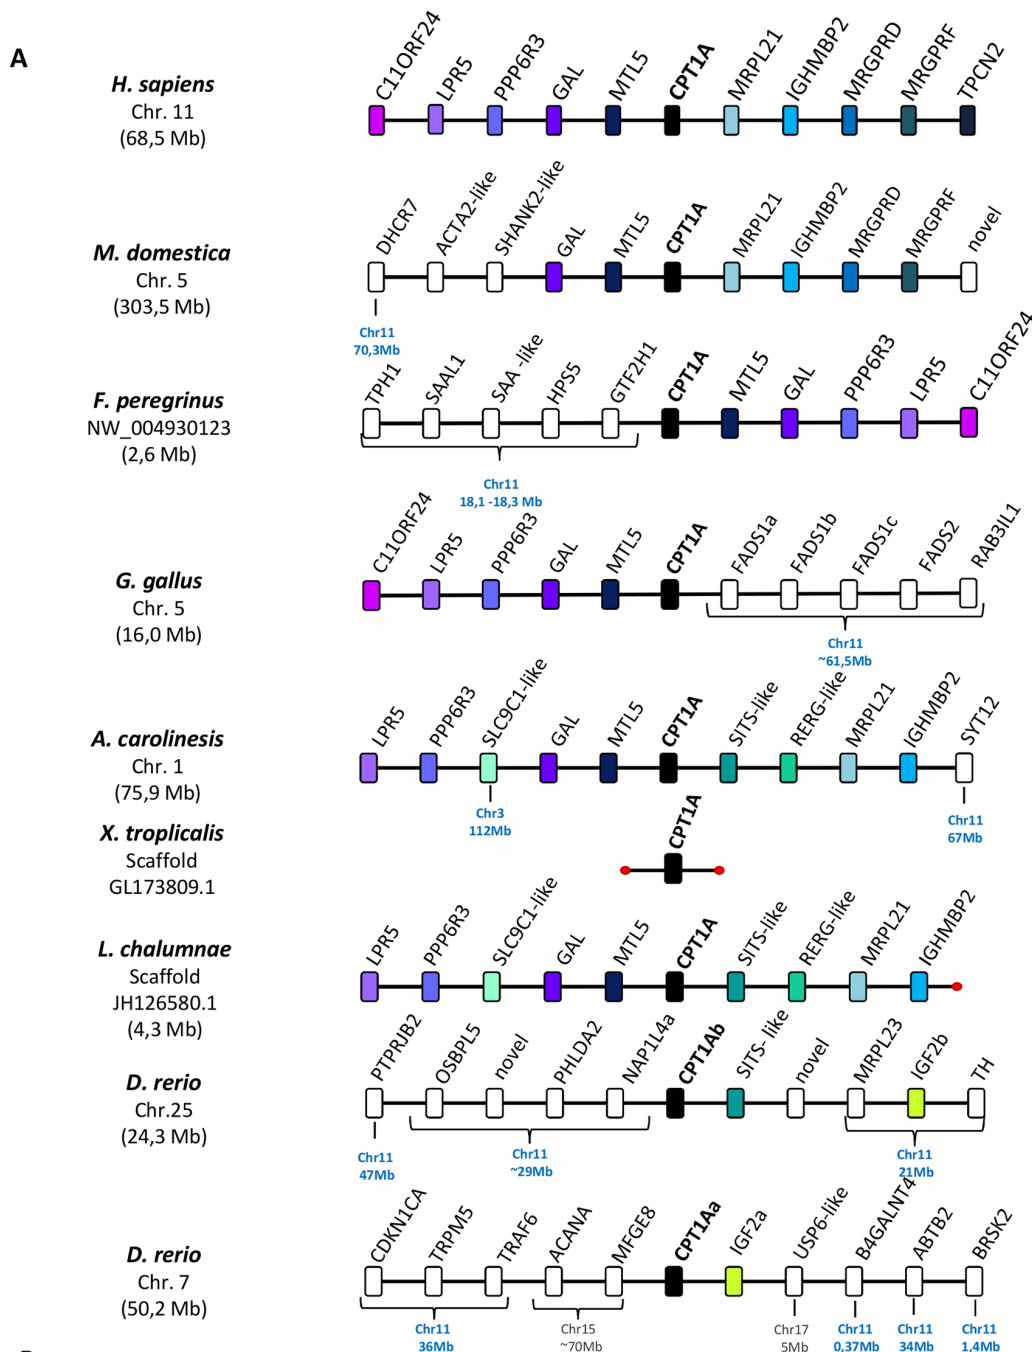 A
C11ORF24 LPR5 PPP6R3 GAL MTL5 CPT1A MRPL21 IGHMBP2 MRGPRD MRGPRF TPCN2
H. sapiens
Chr. 11
(68,5 Mb)
DHCR7 ACTA2-like SHANK2-like GAL MTL5 CPT1A MRPL21 IGHMBP2 MRGPRD MRGPRF novel
M. domestica
Chr. 5
(303,5 Mb)
Chr11
70,3Mb
TPH1 SAAL1 SAA -like HPS5 GTF2H1 CPT1A MTL5 GAL PPP6R3 LPR5 C11ORF24
F. peregrinus
NW_004930123
(2,6 Mb)
Chr11
18,1 -18,3 Mb
C11ORF24 LPR5 PPP6R3 GAL MTL5 CPT1A FADS1a FADS1b FADS1c FADS2 RAB3IL1
G. gallus
Chr. 5
(16,0 Mb)
Chr11
~61,5Mb
LPR5 PPP6R3 SLC9C1-like GAL MTL5 CPT1A SITS-like RERG-like MRPL21 IGHMBP2 SYT12
A. carolinesis
Chr. 1
(75,9 Mb)
Chr3
112Mb
Chr11
67Mb
CPT1A
X. troplicalis
Scaffold
GL173809.1
LPR5 PPP6R3 SLC9C1-like GAL MTL5 CPT1A SITS-like RERG-like MRPL21 IGHMBP2
L. chalumnae
Scaffold
JH126580.1
(4,3 Mb)
PTPRJB2 OSBPL5 novel PHLDA2 NAP1L4a CPT1Ab SITS- like novel MRPL23 IGF2b TH
D. rerio
Chr.25
(24,3 Mb)
Chr11
47Mb
Chr11
~29Mb
Chr11
21Mb
CDKN1CA TRPM5 TRAF6 ACANA MFGE8 CPT1Aa IGF2a USP6-like B4GALNT4 ABTB2 BRSK2
D. rerio
Chr. 7
(50,2 Mb)
Chr11
36Mb
Chr15
~70Mb
Chr17
5Mb
Chr11
0,37Mb
Chr11
34Mb
Chr11
1,4Mb